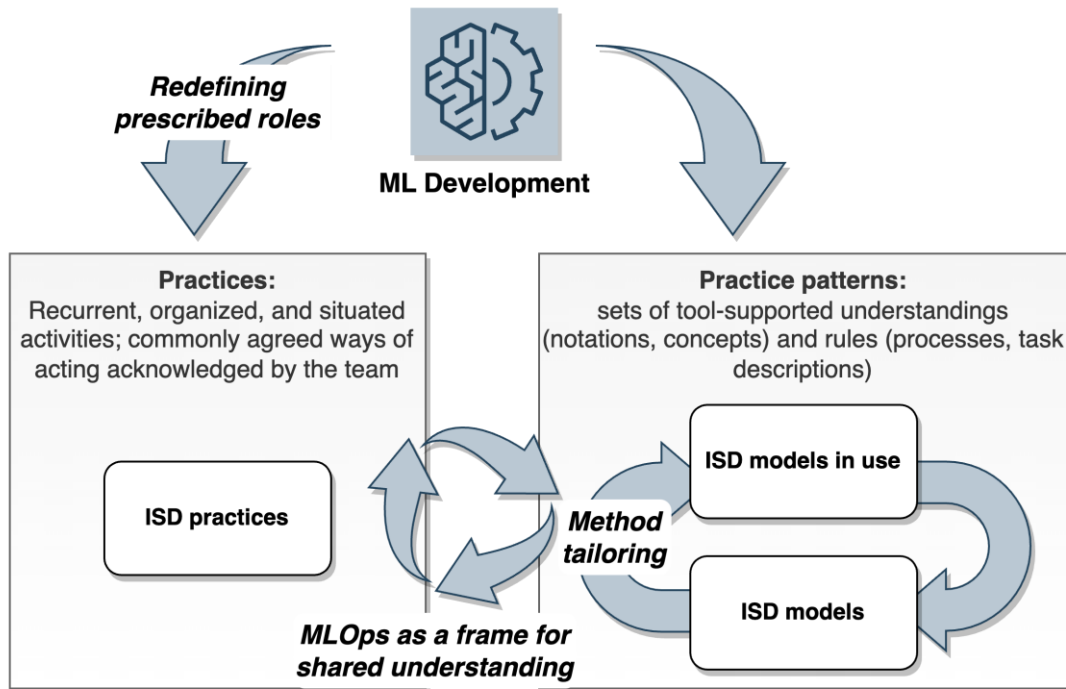 Redefining
prescribed roles
ML Development
Practices:
Recurrent, organized, and situated
activities; commonly agreed ways of
acting acknowledged by the team
ISD practices
Practice patterns:
sets of tool-supported understandings
(notations, concepts) and rules (processes, task
descriptions)
ISD models in use
Method
tailoring
ISD models
MLOps as a frame for
shared understanding